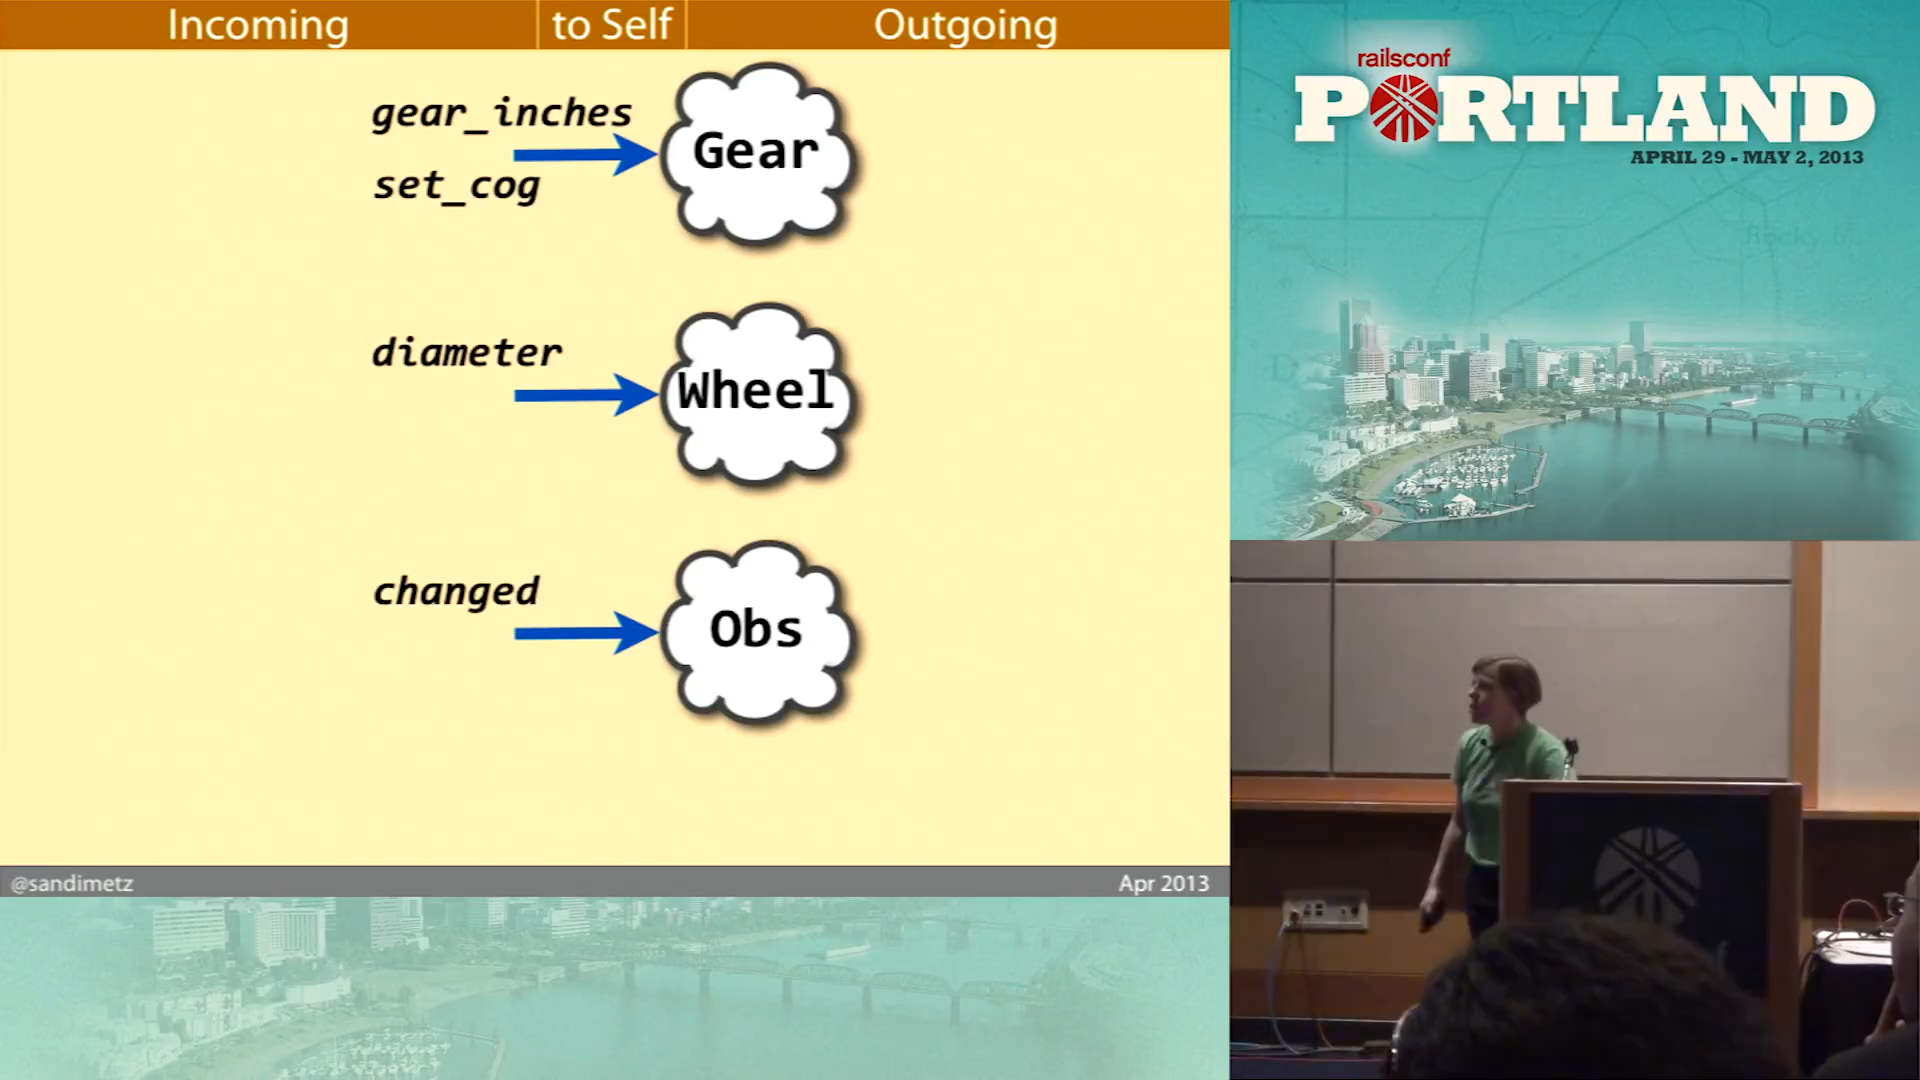 Incoming
to Self
Outgoing
gear_inches
set_cog
Gear
diameter
Wheel
changed
Obs
@sandimetz
Apr 2013
railsconf
PORTLAND
APRIL 29 - MAY 2, 2013